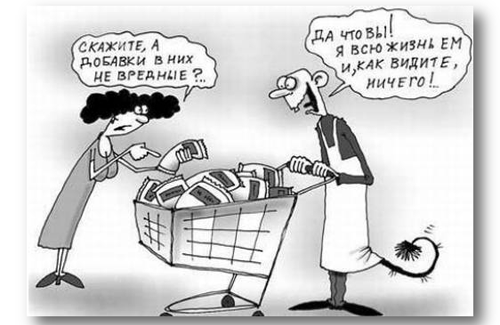 СКАЖИТЕ, А
ДОБАВКИ В НИХ
НЕ ВРЕДНЫЕ?..
ДА ЧТО ВЫ!
Я ВСЮ ЖИЗНЬ ЕМ
И, КАК ВИДИТЕ,
НИЧЕГО!..